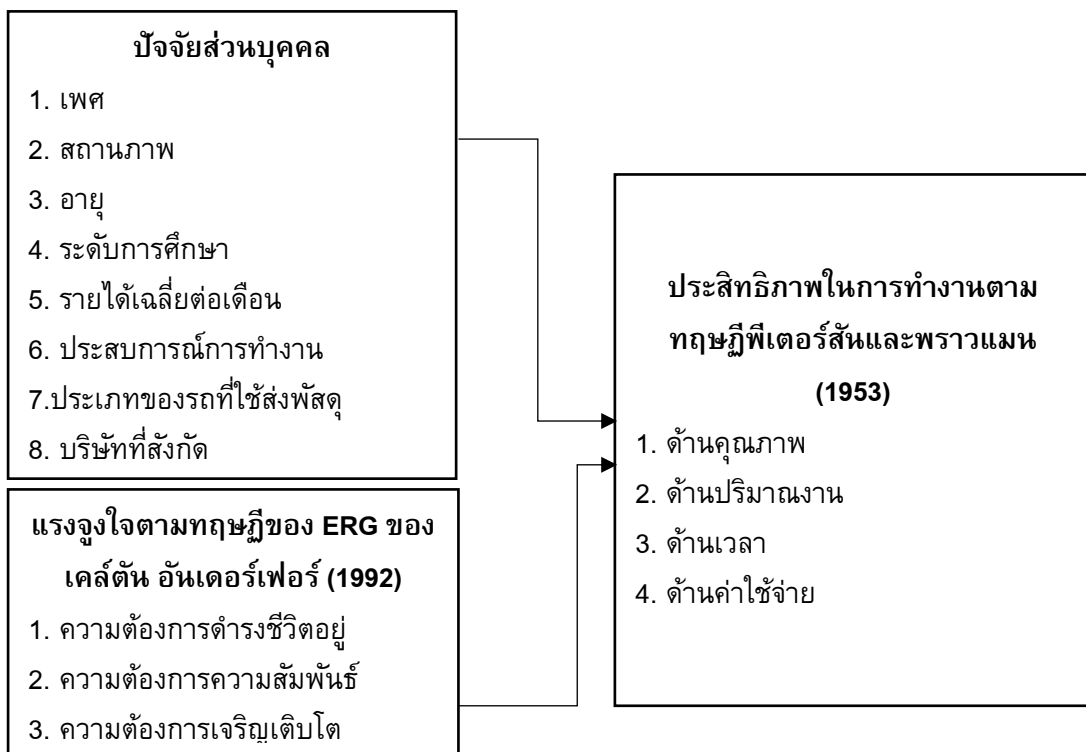 ปัจจัยส่วนบุคคล
1. เพศ
2. สถานภาพ
3. อายุ
4. ระดับการศึกษา
5. รายได้เฉลี่ยต่อเดือน
6. ประสบการณ์การทำงาน
7.ประเภทของรถที่ใช้ส่งพัสดุ
8. บริษัทที่สังกัด
แรงจูงใจตามทฤษฎีของ ERG ของ
เคล์ตัน อันเดอร์เฟอร์ (1992)
1. ความต้องการดำรงชีวิตอยู่
2. ความต้องการความสัมพันธ์
3. ความต้องการเจริญเติบโต
ประสิทธิภาพในการทำงานตาม
ทฤษฎีพีเตอร์สันและพราวแมน
(1953)
1. ด้านคุณภาพ
2. ด้านปริมาณงาน
3. ด้านเวลา
4. ด้านค่าใช้จ่าย